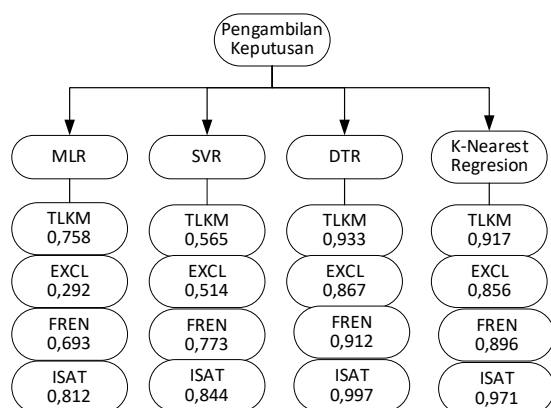 Pengambilan
Keputusan
MLR
SVR
DTR
K-Nearest
Regresion
TLKM
0,758
EXCL
0,292
FREN
0,693
ISAT
0,812
TLKM
0,565
EXCL
0,514
FREN
0,773
ISAT
0,844
TLKM
0,933
EXCL
0,867
FREN
0,912
ISAT
0,997
TLKM
0,917
EXCL
0,856
FREN
0,896
ISAT
0,971